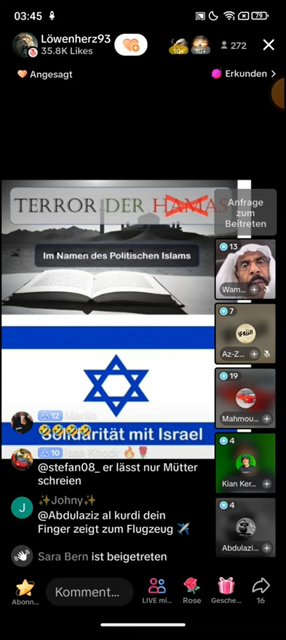 03:45
79
Löwenherz93
35.8K Likes
272
Angesagt
Erkunden
TERROR DER HAMAS
Im Namen des Politischen Islams
Anfrage
zum
Beitreten
13
Wam...
7
Az-Z...
19
Mahmou...
4
Kian Ker...
4
Abdulazi...
Solidarität mit Israel
12
10
@stefan08_ er lässt nur Mütter
schreien
✨Johny✨
@Abdulaziz al kurdi dein
Finger zeigt zum Flugzeug ✈️
Sara Bern ist beigetreten
Abonn...
Komment...
LIVE mi...
Rose
Gesche...
16